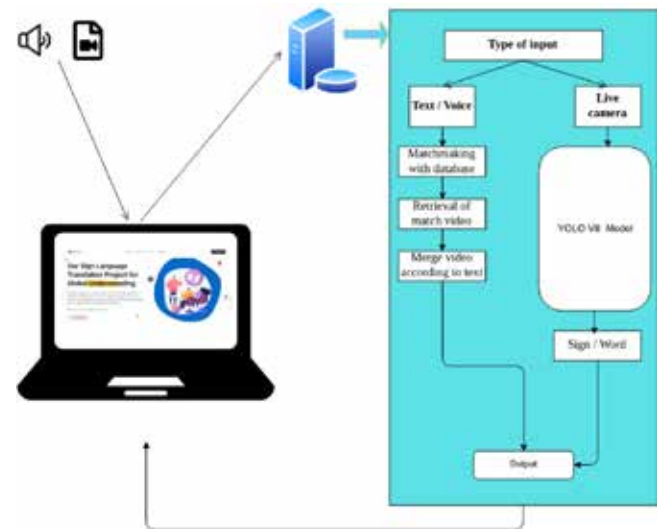 Type of input
Text / Voice
Live
camera
Matchmaking
with database
Retrieval of
match video
Merge video
according to text
YOLO V8 Model
Sign / Word
Output
Our Sign Language
Translation Project for
Global Understanding